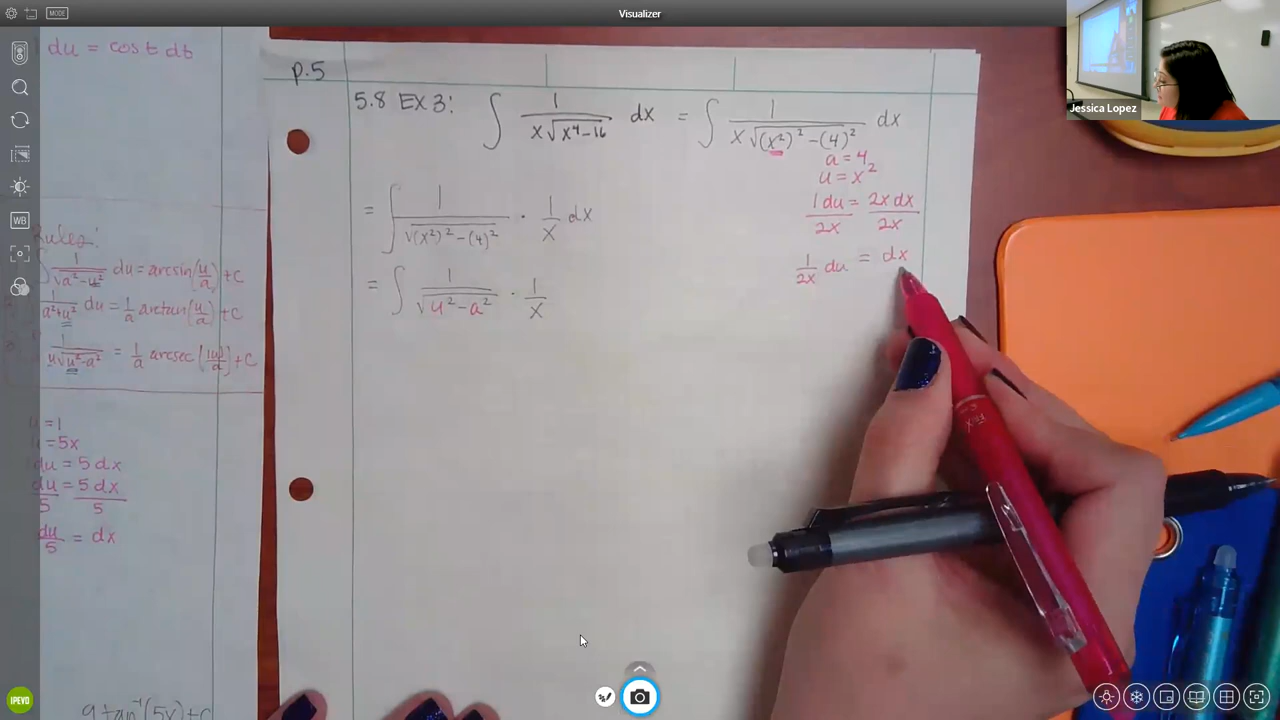 MODE
Visualizer
Jessica Lopez
du = cos t dt
Rules:
∫ 1/√(a²-u²) du = arcsin(u/a) + C
1/(a²+u²) du = 1/a arctan(u/a) + C
1/(u√(u²-a²)) = 1/a arcsec(|u|/a) + C
= 1
= 5x
du = 5 dx
du/5 = 5 dx/5
du/5 = dx
tan⁻¹(5x) + C
p.5
5.8 EX 3: ∫ 1/(x√(x⁴-16)) dx = ∫ 1/(x√((x²)²-(4)²)) dx
a = 4
u = x²
1 du/2x = 2x dx/2x
1/2x du = dx
= ∫ 1/√((x²)²-(4)²) · 1/x dx
= ∫ 1/√(u²-a²) · 1/x
WB
IPEVO